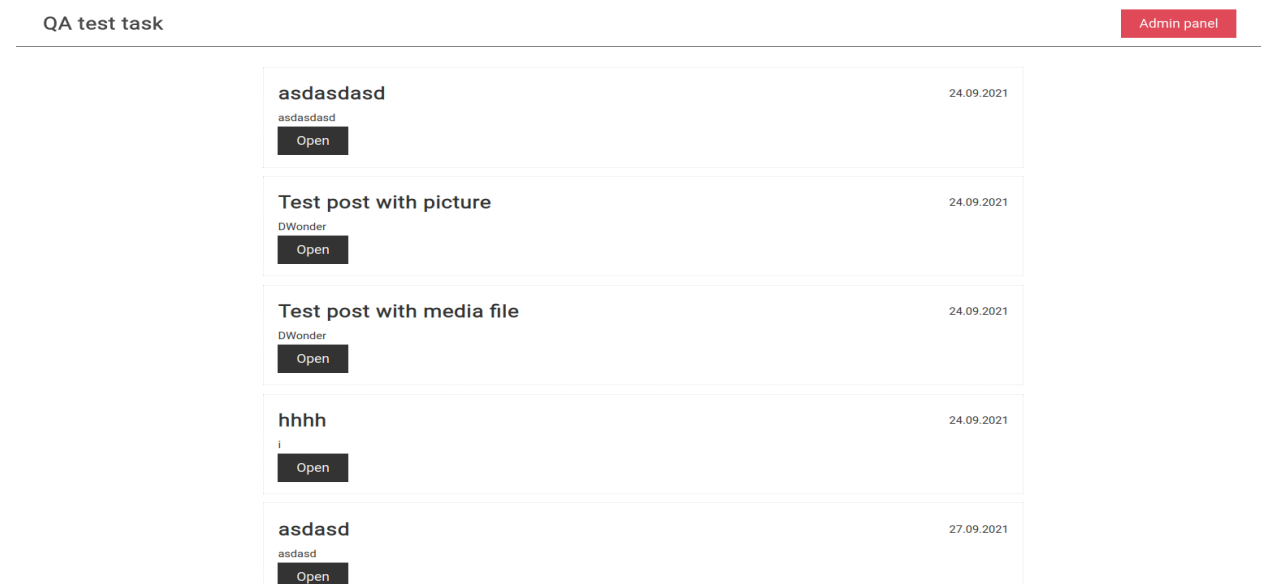 QA test task
Admin panel
asdasdasd
24.09.2021
asdasdasd
Open
Test post with picture
24.09.2021
DWonder
Open
Test post with media file
24.09.2021
DWonder
Open
hhhh
24.09.2021
i
Open
asdasd
27.09.2021
asdasd
Open